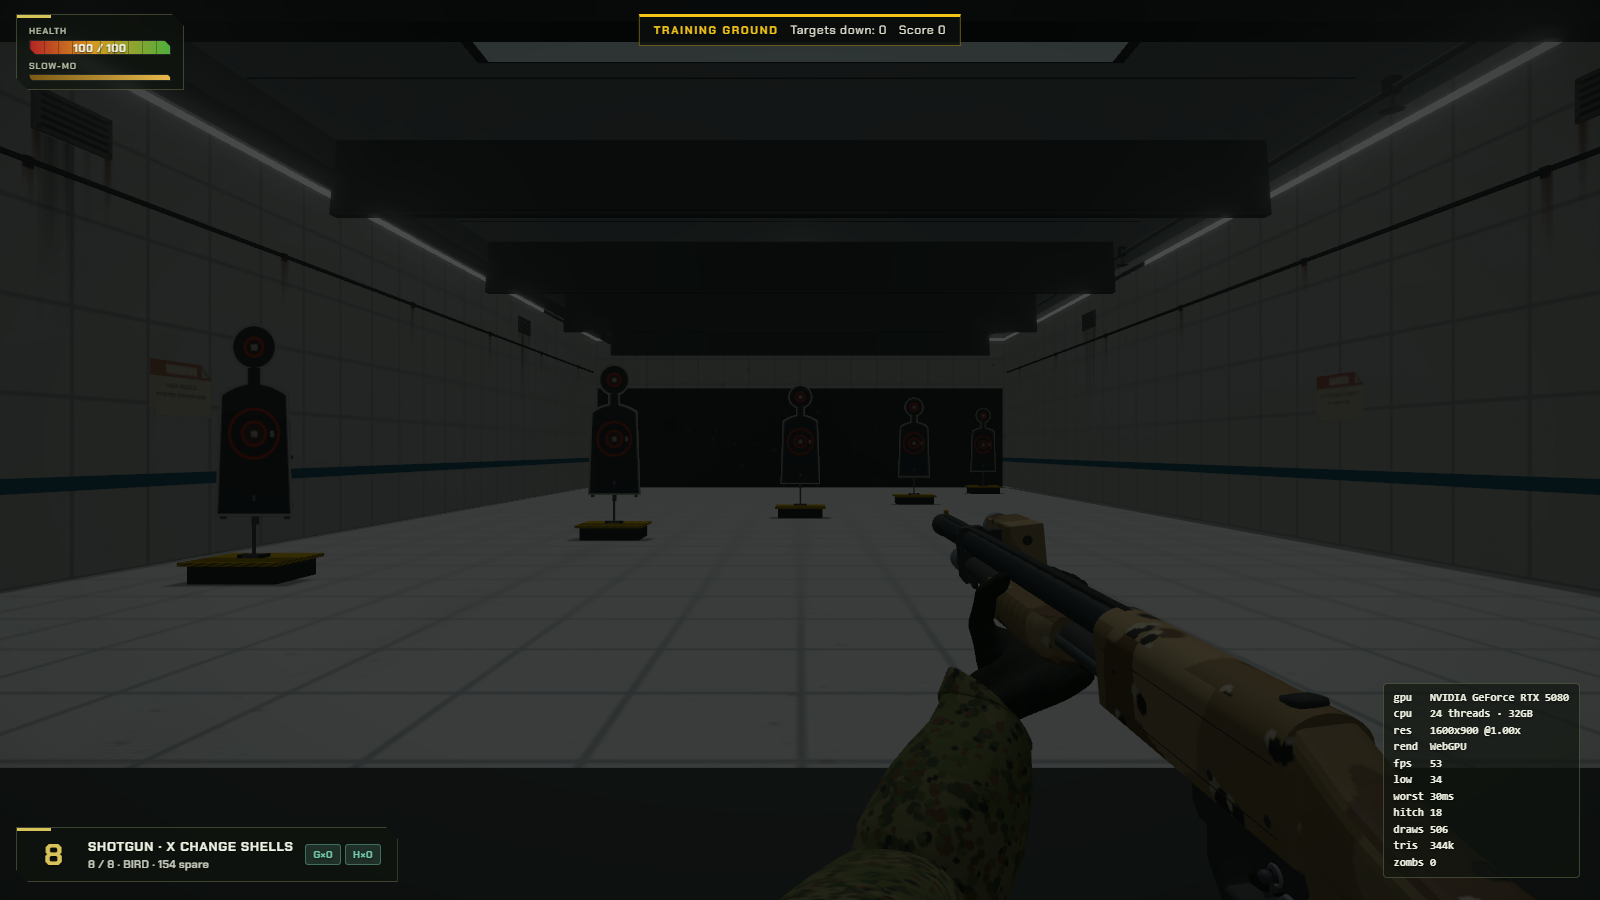 HEALTH
100 / 100
SLOW-MO
TRAINING GROUND Targets down: 0 Score 0
gpu NVIDIA GeForce RTX 5080
cpu 24 threads · 32GB
res 1600x900 @1.00x
rend WebGPU
fps 53
low 34
worst 30ms
hitch 18
draws 506
tris 344k
zombs 0
8
SHOTGUN · X CHANGE SHELLS
8 / 8 · BIRD · 154 spare
G×0 H×0